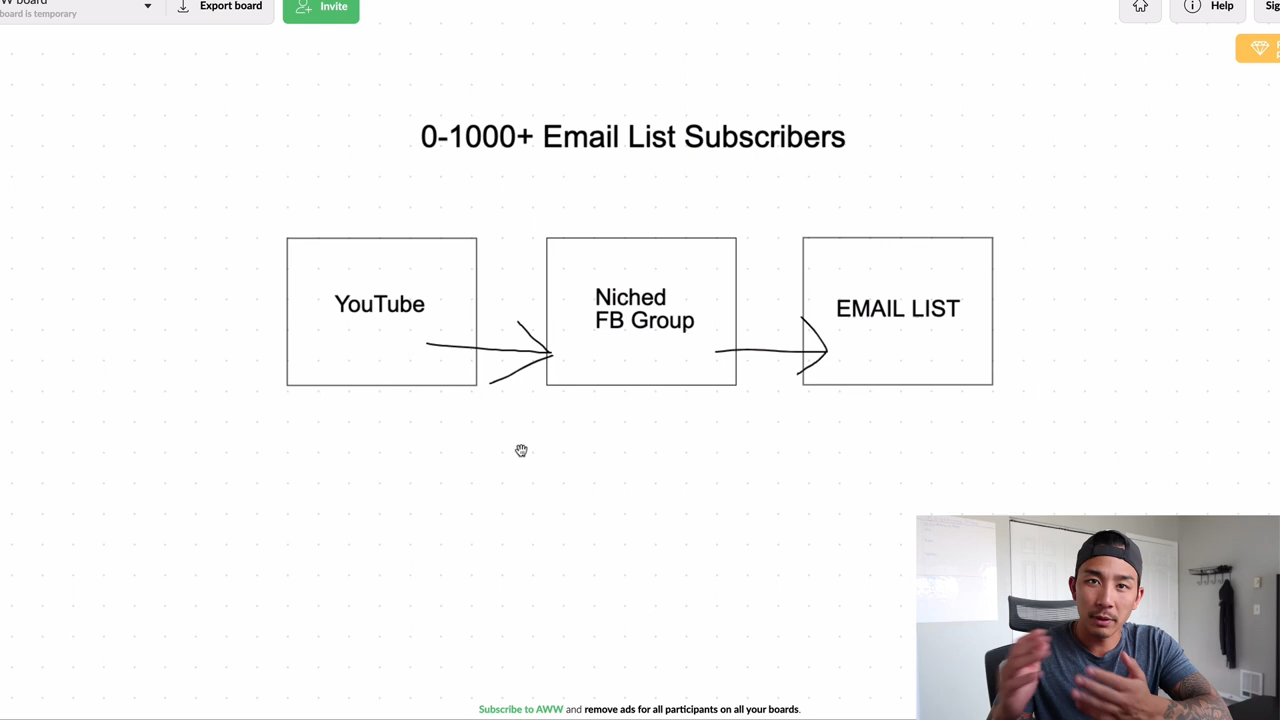 W board
board is temporary
Export board
Invite
Help
0-1000+ Email List Subscribers
YouTube
Niched
FB Group
EMAIL LIST
Subscribe to AWW and remove ads for all participants on all your boards.